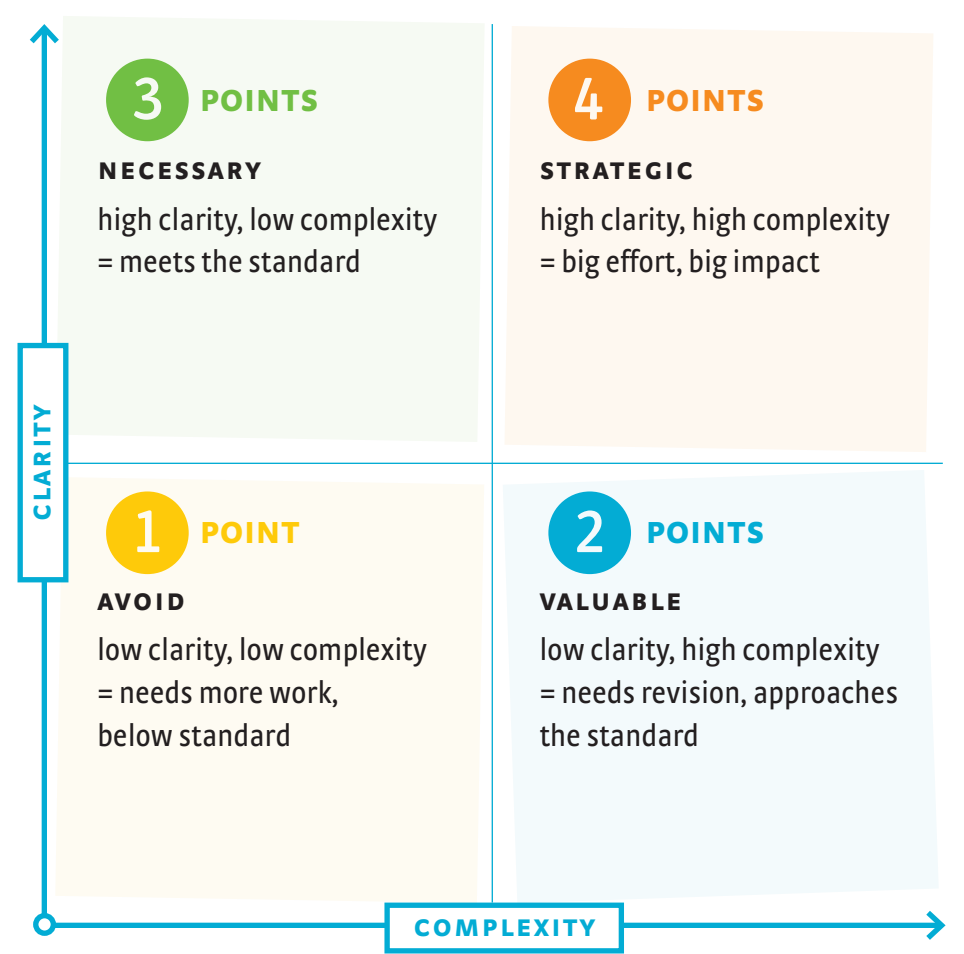 3 POINTS
NECESSARY
high clarity, low complexity
= meets the standard
4 POINTS
STRATEGIC
high clarity, high complexity
= big effort, big impact
CLARITY
1 POINT
AVOID
low clarity, low complexity
= needs more work,
below standard
2 POINTS
VALUABLE
low clarity, high complexity
= needs revision, approaches
the standard
COMPLEXITY